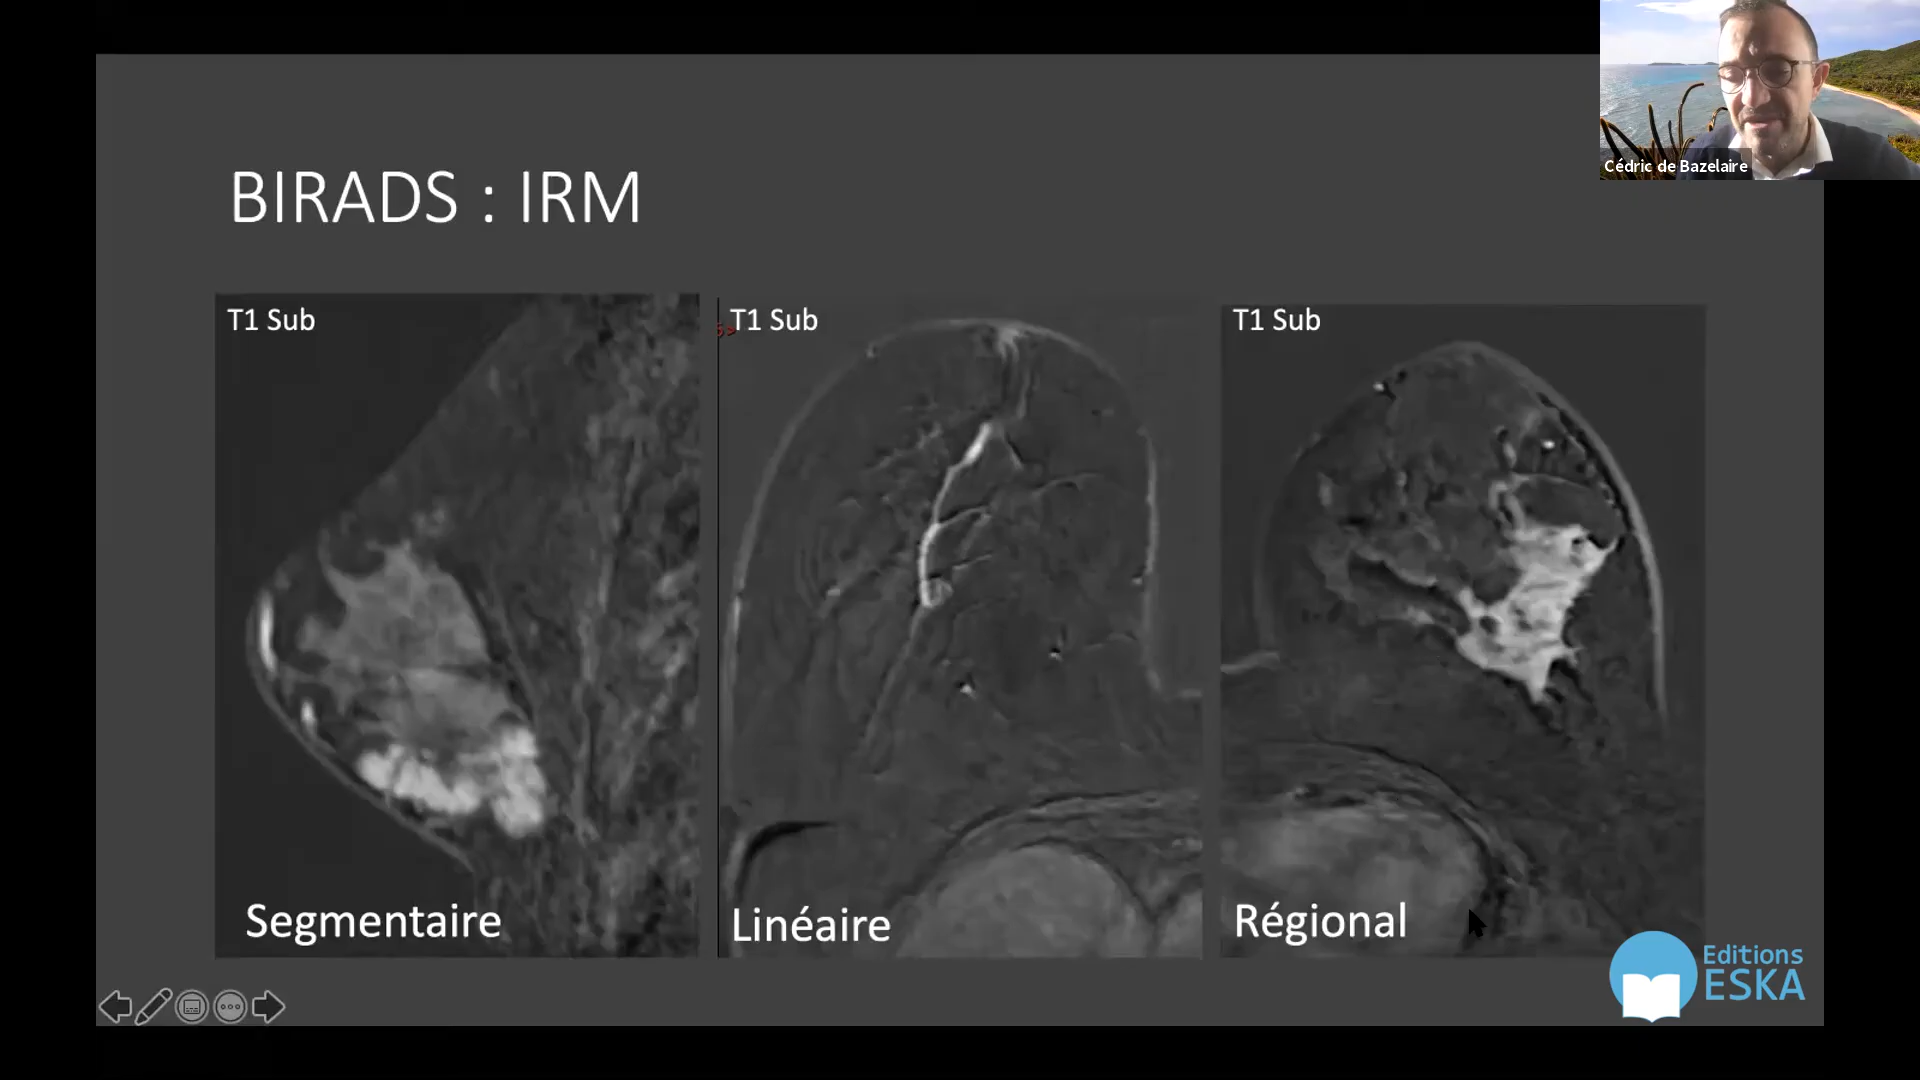 Cédric de Bazelaire
BIRADS : IRM
T1 Sub
T1 Sub
T1 Sub
Segmentaire
Linéaire
Régional
Editions
ESKA